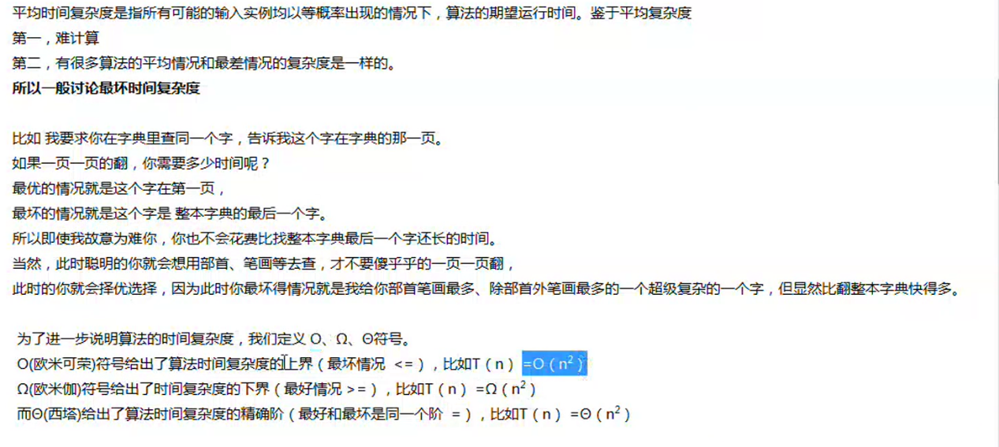 平均时间复杂度是指所有可能的输入实例均以等概率出现的情况下，算法的期望运行时间。鉴于平均复杂度
第一，难计算
第二，有很多算法的平均情况和最差情况的复杂度是一样的。
所以一般讨论最坏时间复杂度
比如 我要求你在字典里查同一个字，告诉我这个字在字典的那一页。
如果一页一页的翻，你需要多少时间呢？
最优的情况就是这个字在第一页，
最坏的情况就是这个字是 整本字典的最后一个字。
所以即使我故意为难你，你也不会花费比找整本字典最后一个字还长的时间。
当然，此时聪明的你就会想用部首、笔画等去查，才不要傻乎乎的一页一页翻，
此时的你就会择优选择，因为此时你最坏得情况就是我给你部首笔画最多、除部首外笔画最多的一个超级复杂的一个字，但显然比翻整本字典快得多。
为了进一步说明算法的时间复杂度，我们定义 O、Ω、Θ符号。
O(欧米可荣)符号给出了算法时间复杂度的上界（最坏情况 <=），比如T（n）=O（n²）
Ω(欧米伽)符号给出了时间复杂度的下界（最好情况 >=），比如T（n）=Ω（n²）
而Θ(西塔)给出了算法时间复杂度的精确阶（最好和最坏是同一个阶 =），比如T（n）=Θ（n²）